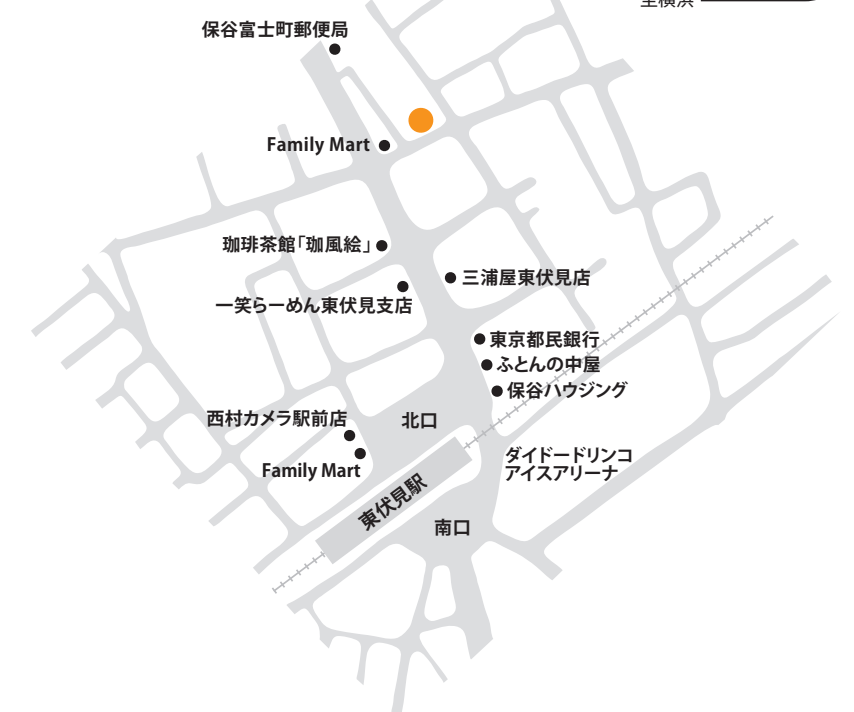 至横浜
保谷富士町郵便局
Family Mart
珈琲茶館「珈風絵」
三浦屋東伏見店
一笑らーめん東伏見支店
東京都民銀行
ふとんの中屋
保谷ハウジング
西村カメラ駅前店
北口
Family Mart
ダイドードリンコ
アイスアリーナ
東伏見駅
南口